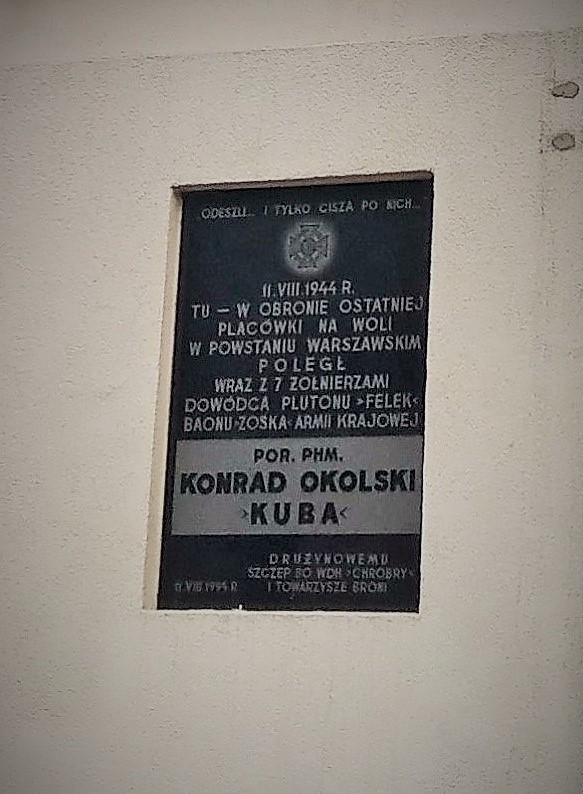 ODESZLI... I TYLKO CISZA PO NICH...
11.VIII.1944 R.
TU – W OBRONIE OSTATNIEJ
PLACÓWKI NA WOLI
W POWSTANIU WARSZAWSKIM
POLEGŁ
WRAZ Z 7 ŻOŁNIERZAMI
DOWÓDCA PLUTONU ›FELEK‹
BAONU ›ZOŚKA‹ ARMII KRAJOWEJ
POR. PHM.
KONRAD OKOLSKI
›KUBA‹
DRUŻYNOWEMU
SZCZEP 80 WDH ›CHROBRY‹
11.VIII.1994 R. I TOWARZYSZE BRONI